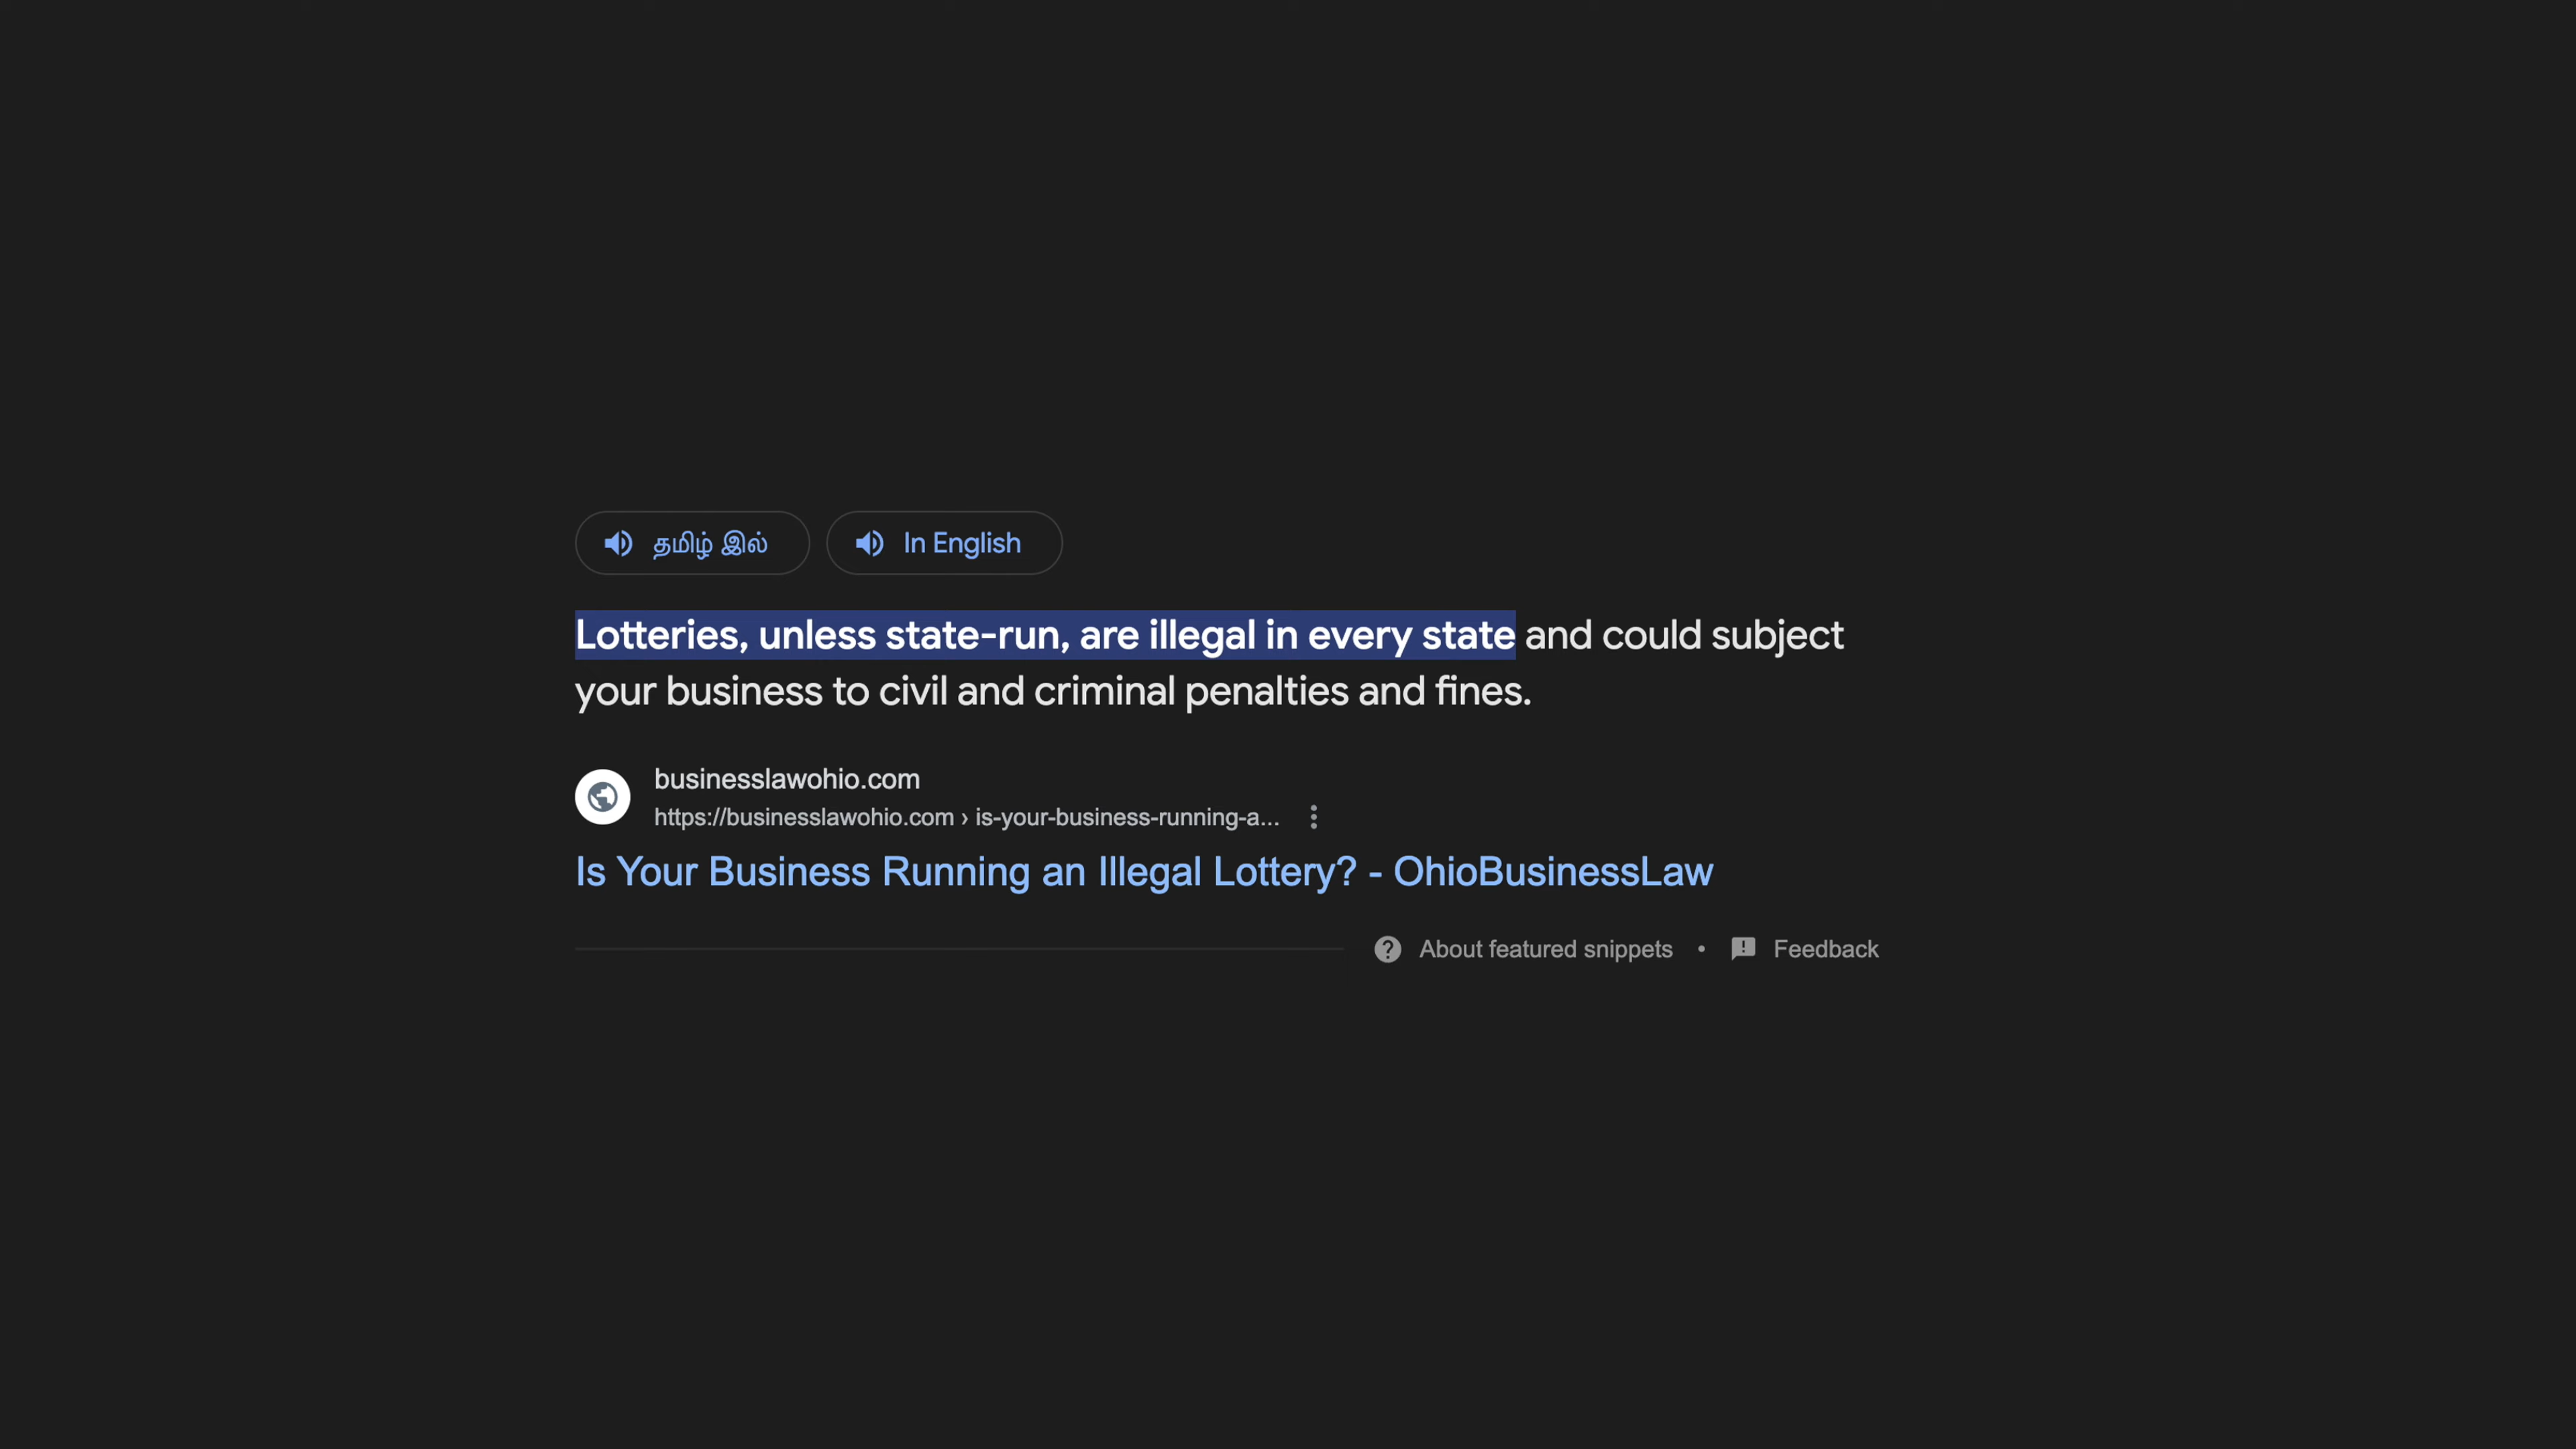 தமிழ் இல்
In English
Lotteries, unless state-run, are illegal in every state and could subject
your business to civil and criminal penalties and fines.
businesslawohio.com
https://businesslawohio.com › is-your-business-running-a...
Is Your Business Running an Illegal Lottery? - OhioBusinessLaw
About featured snippets • Feedback